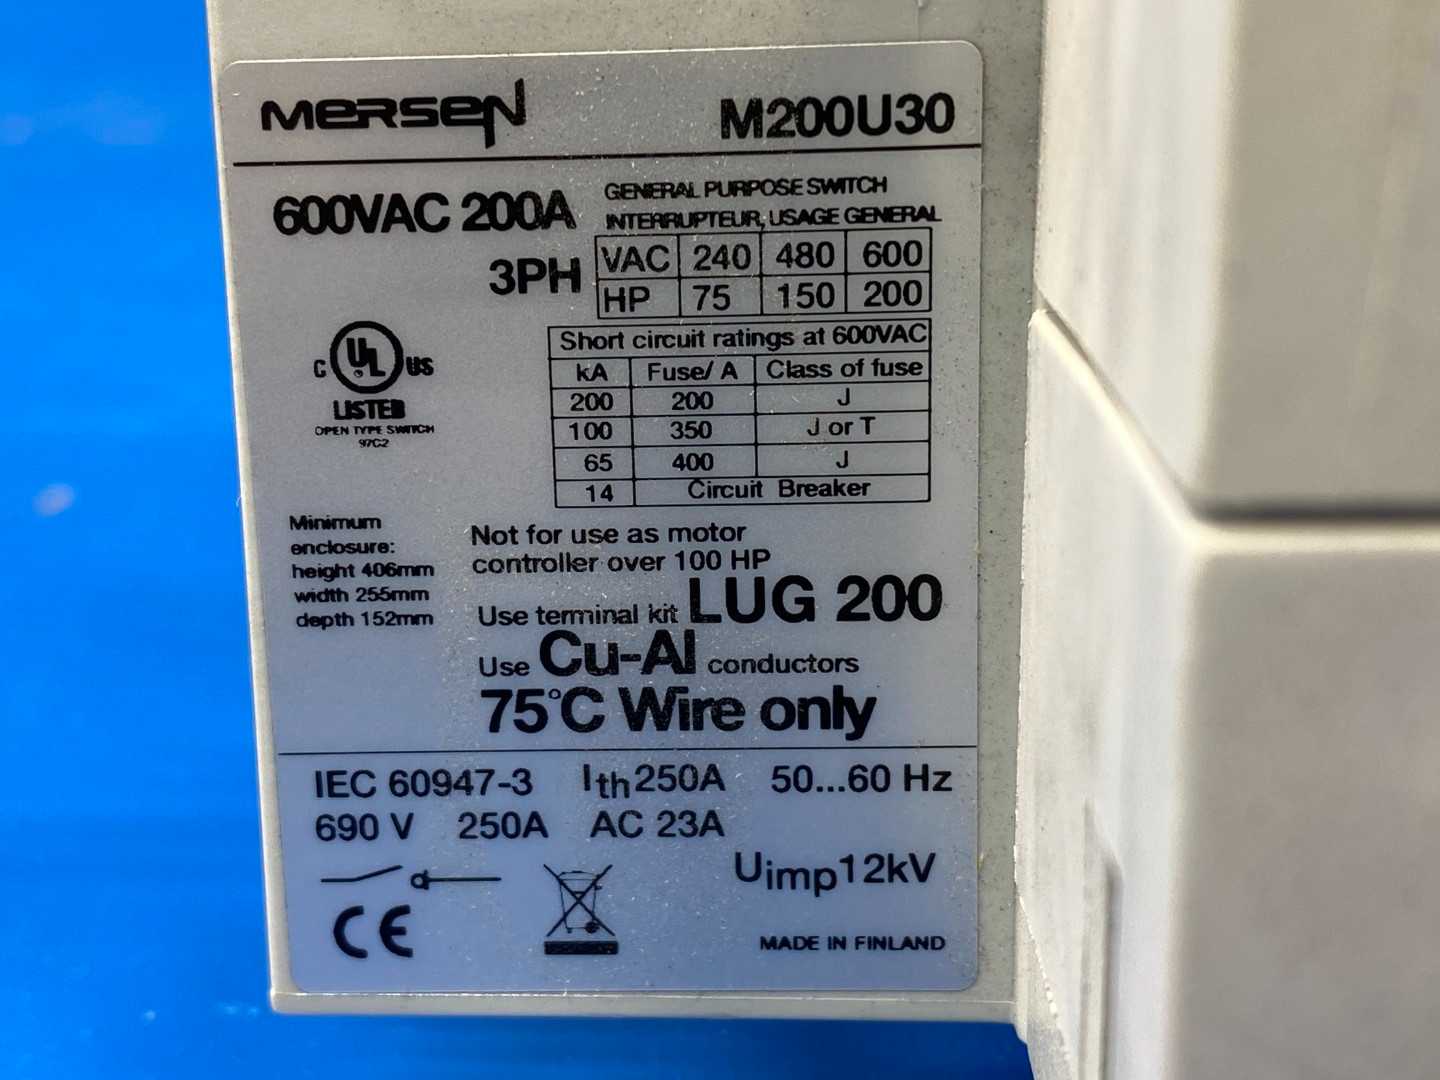 MERSEN M200U30
600VAC 200A
GENERAL PURPOSE SWITCH
INTERRUPTEUR, USAGE GENERAL
3PH
VAC 240 480 600
HP 75 150 200
Short circuit ratings at 600VAC
kA Fuse/ A Class of fuse
200 200 J
100 350 J or T
65 400 J
14 Circuit Breaker
C UL US
LISTED
OPEN TYPE SWITCH
97C2
Minimum
enclosure:
height 406mm
width 255mm
depth 152mm
Not for use as motor
controller over 100 HP
Use terminal kit LUG 200
Use Cu-Al conductors
75°C Wire only
IEC 60947-3 Ith250A 50...60 Hz
690 V 250A AC 23A
Uimp12kV
CE
MADE IN FINLAND